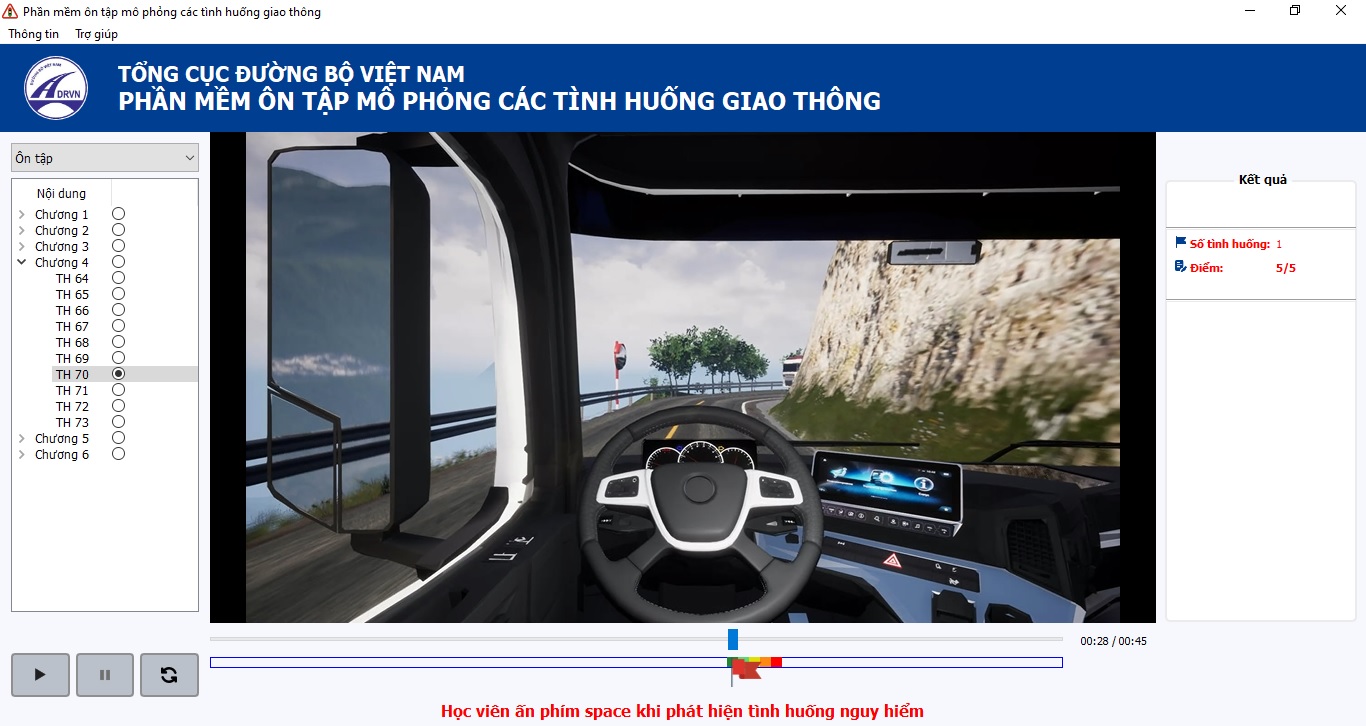 Phần mềm ôn tập mô phỏng các tình huống giao thông
Thông tin Trợ giúp
ĐƯỜNG BỘ VIỆT NAM
DRVN
TỔNG CỤC ĐƯỜNG BỘ VIỆT NAM
PHẦN MỀM ÔN TẬP MÔ PHỎNG CÁC TÌNH HUỐNG GIAO THÔNG
Ôn tập
Nội dung
Chương 1
Chương 2
Chương 3
Chương 4
TH 64
TH 65
TH 66
TH 67
TH 68
TH 69
TH 70
TH 71
TH 72
TH 73
Chương 5
Chương 6
Kết quả
Số tình huống: 1
Điểm: 5/5
00:28 / 00:45
Học viên ấn phím space khi phát hiện tình huống nguy hiểm